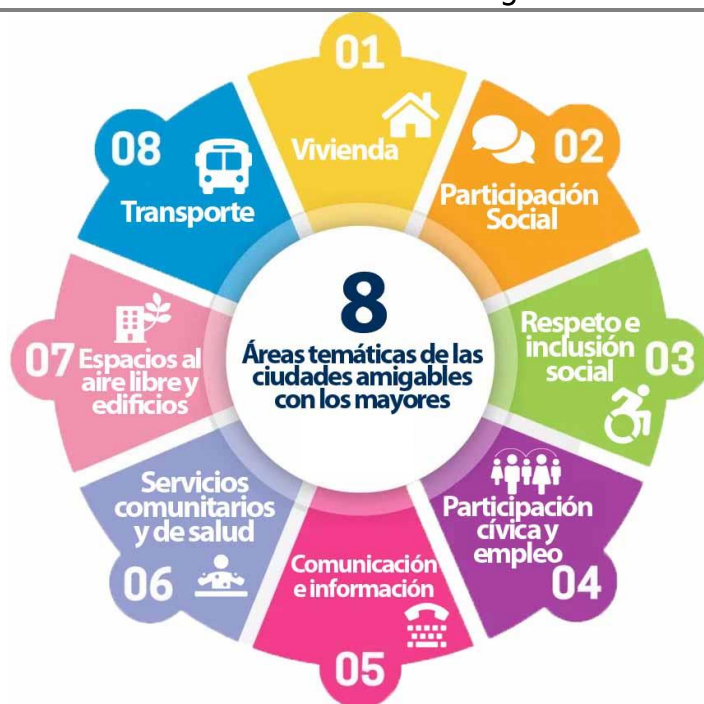 8
Áreas temáticas de las
ciudades amigables
con los mayores
01
Vivienda
02
Participación
Social
Respeto e
inclusión
social
03
Participación
cívica y
empleo
04
Comunicación
e información
05
Servicios
comunitarios
y de salud
06
07
Espacios al
aire libre y
edificios
08
Transporte